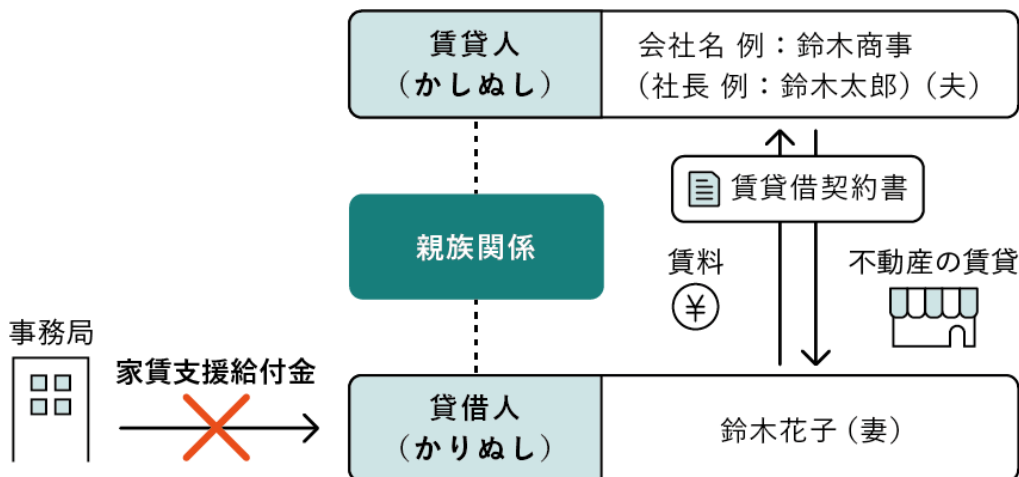 賃貸人
（かしぬし）
会社名 例：鈴木商事
（社長 例：鈴木太郎）（夫）
賃貸借契約書
親族関係
賃料
¥
不動産の賃貸
事務局
家賃支援給付金
貸借人
（かりぬし）
鈴木花子（妻）